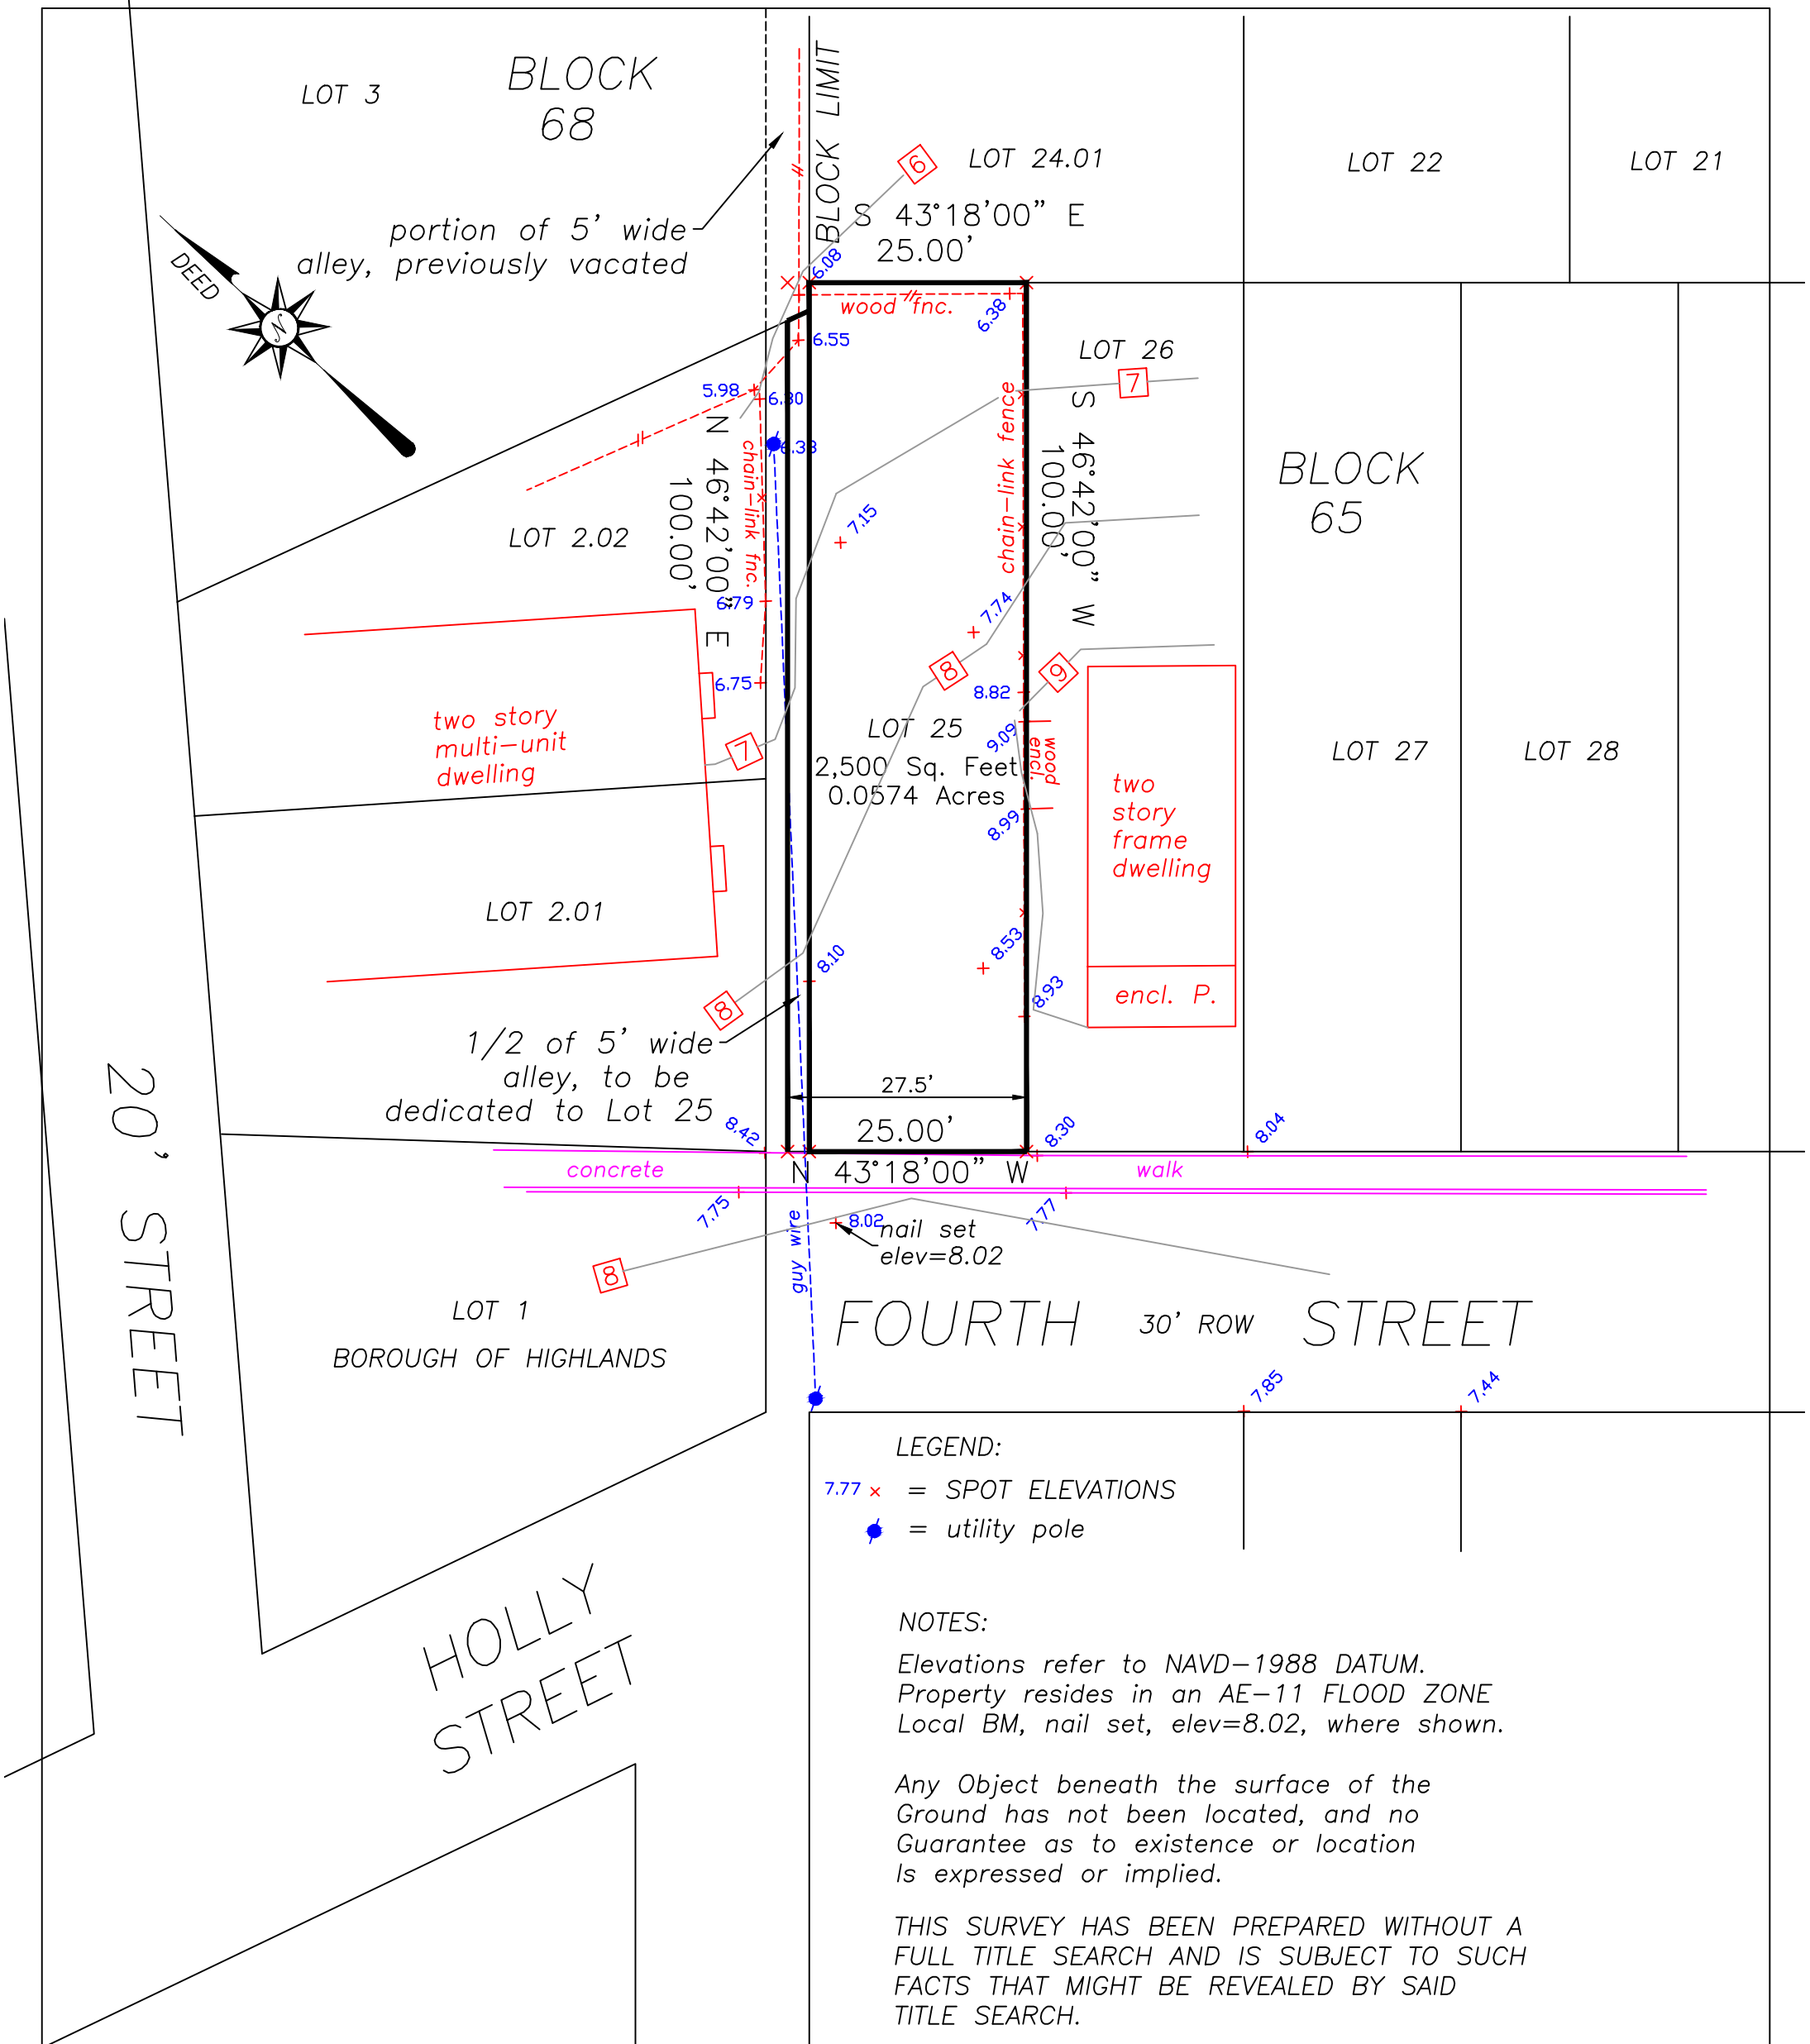 BLOCK
68
LOT 3
BLOCK LIMIT
LOT 24.01
LOT 22
LOT 21
6
S 43°18'00" E
25.00'
portion of 5' wide
alley, previously vacated
DEED
N
6.08
wood fnc.
6.38
6.55
LOT 26
7
5.98
6.30
6.33
N 46°42'00" E
100.00'
chain-link fnc.
chain-link fence
S 46°42'00" W
100.00'
BLOCK
65
LOT 2.02
7.15
6.79
7.74
6.75
8
9
8.82
two story
multi-unit
dwelling
7
LOT 25
2,500 Sq. Feet
0.0574 Acres
9.09
wood
encl.
8.99
two
story
frame
dwelling
LOT 27
LOT 28
LOT 2.01
8.10
8.53
8.93
encl. P.
8
1/2 of 5' wide
alley, to be
dedicated to Lot 25
27.5'
25.00'
8.42
8.30
8.04
concrete
N 43°18'00" W
walk
7.75
8.02
7.77
nail set
elev=8.02
guy wire
8
20' STREET
LOT 1
BOROUGH OF HIGHLANDS
FOURTH 30' ROW STREET
7.85
7.44
LEGEND:
7.77 x = SPOT ELEVATIONS
= utility pole
HOLLY
STREET
NOTES:
Elevations refer to NAVD-1988 DATUM.
Property resides in an AE-11 FLOOD ZONE
Local BM, nail set, elev=8.02, where shown.
Any Object beneath the surface of the
Ground has not been located, and no
Guarantee as to existence or location
Is expressed or implied.
THIS SURVEY HAS BEEN PREPARED WITHOUT A
FULL TITLE SEARCH AND IS SUBJECT TO SUCH
FACTS THAT MIGHT BE REVEALED BY SAID
TITLE SEARCH.